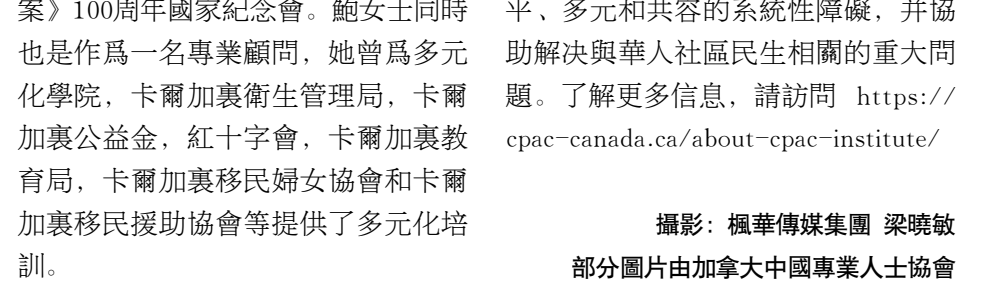 案》100周年國家紀念會。鮑女士同時
也是作爲一名專業顧問，她曾爲多元
化學院，卡爾加裏衛生管理局，卡爾
加裏公益金，紅十字會，卡爾加裏教
育局，卡爾加裏移民婦女協會和卡爾
加裏移民援助協會等提供了多元化培
訓。
平、多元和共容的系統性障礙，并協
助解决與華人社區民生相關的重大問
題。了解更多信息，請訪問 https://
cpac-canada.ca/about-cpac-institute/
攝影：楓華傳媒集團 梁曉敏
部分圖片由加拿大中國專業人士協會